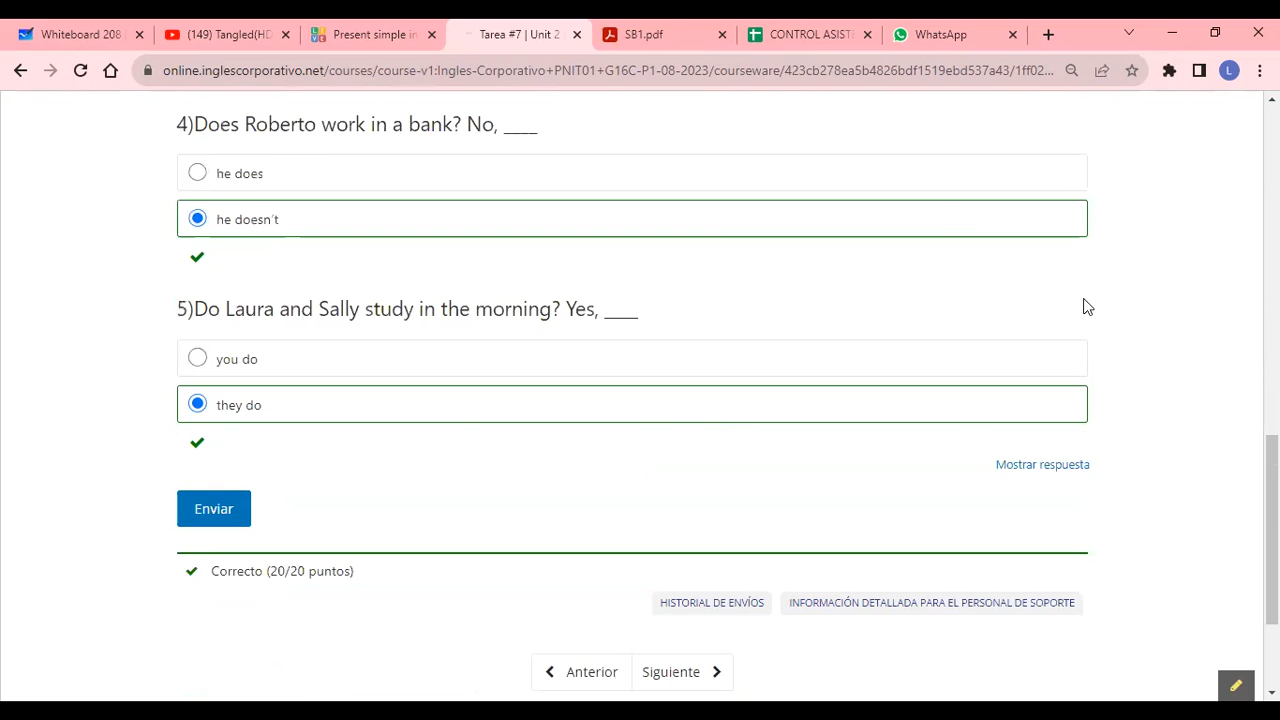 Whiteboard 208
(149) Tangled(HD
Present simple in
Tarea #7 | Unit 2
SB1.pdf
CONTROL ASIST
WhatsApp
online.inglescorporativo.net/courses/course-v1:Ingles-Corporativo+PNIT01+G16C-P1-08-2023/courseware/423cb278ea5b4826bdf1519ebd537a43/1ff02...
L
4)Does Roberto work in a bank? No, ____
he does
he doesn't
5)Do Laura and Sally study in the morning? Yes, ____
you do
they do
Mostrar respuesta
Enviar
Correcto (20/20 puntos)
HISTORIAL DE ENVÍOS
INFORMACIÓN DETALLADA PARA EL PERSONAL DE SOPORTE
Anterior
Siguiente